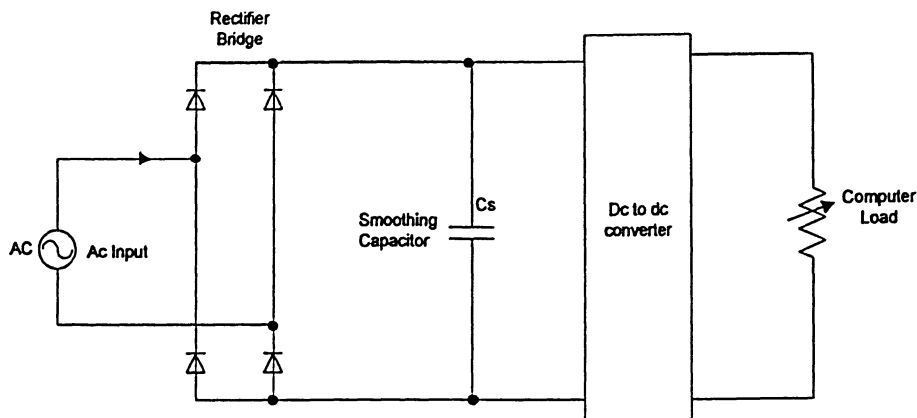 Rectifier
Bridge
AC
Ac Input
Smoothing
Capacitor
Cs
Dc to dc
converter
Computer
Load